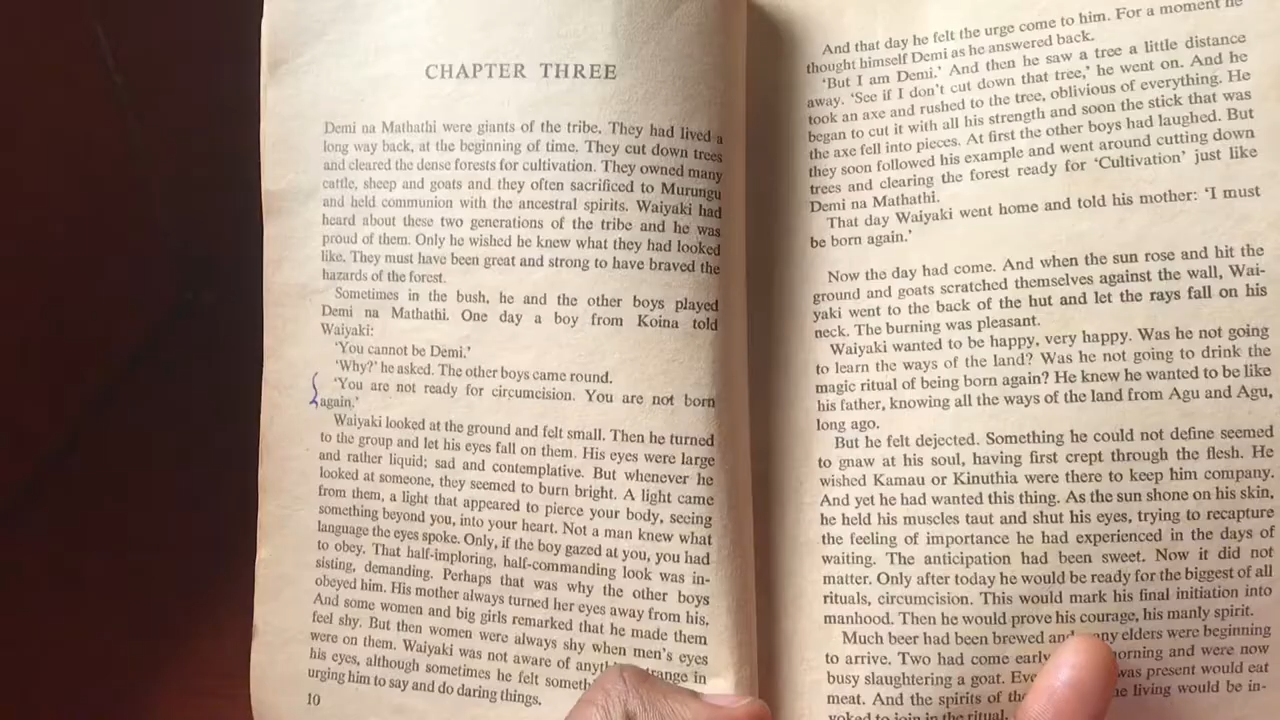 CHAPTER THREE
Demi na Mathathi were giants of the tribe. They had lived a
long way back, at the beginning of time. They cut down trees
and cleared the dense forests for cultivation. They owned many
cattle, sheep and goats and they often sacrificed to Murungu
and held communion with the ancestral spirits. Waiyaki had
heard about these two generations of the tribe and he was
proud of them. Only he wished he knew what they had looked
like. They must have been great and strong to have braved the
hazards of the forest.
Sometimes in the bush, he and the other boys played
Demi na Mathathi. One day a boy from Koina told
Waiyaki:
‘You cannot be Demi.’
‘Why?’ he asked. The other boys came round.
‘You are not ready for circumcision. You are not born
again.’
Waiyaki looked at the ground and felt small. Then he turned
to the group and let his eyes fall on them. His eyes were large
and rather liquid; sad and contemplative. But whenever he
looked at someone, they seemed to burn bright. A light came
from them, a light that appeared to pierce your body, seeing
something beyond you, into your heart. Not a man knew what
language the eyes spoke. Only, if the boy gazed at you, you had
to obey. That half-imploring, half-commanding look was in-
sisting, demanding. Perhaps that was why the other boys
obeyed him. His mother always turned her eyes away from his.
And some women and big girls remarked that he made them
feel shy. But then women were always shy when men's eyes
were on them. Waiyaki was not aware of in
his eyes, although sometimes he felt
urging him to say and do daring things.
10
And that day he felt the urge come to him. For a moment he
thought himself Demi as he answered back.
‘But I am Demi.’ And then he saw a tree a little distance
away. ‘See if I don't cut down that tree,’ he went on. And he
took an axe and rushed to the tree, oblivious of everything. He
began to cut it with all his strength and soon the stick that was
the axe fell into pieces. At first the other boys had laughed. But
they soon followed his example and went around cutting down
trees and clearing the forest ready for ‘Cultivation’ just like
Demi na Mathathi.
That day Waiyaki went home and told his mother: ‘I must
be born again.’
Now the day had come. And when the sun rose and hit the
ground and goats scratched themselves against the wall, Wai-
yaki went to the back of the hut and let the rays fall on his
neck. The burning was pleasant.
Waiyaki wanted to be happy, very happy. Was he not going
to learn the ways of the land? Was he not going to drink the
magic ritual of being born again? He knew he wanted to be like
his father, knowing all the ways of the land from Agu and Agu,
long ago.
But he felt dejected. Something he could not define seemed
to gnaw at his soul, having first crept through the flesh. He
wished Kamau or Kinuthia were there to keep him company.
And yet he had wanted this thing. As the sun shone on his skin,
he held his muscles taut and shut his eyes, trying to recapture
the feeling of importance he had experienced in the days of
waiting. The anticipation had been sweet. Now it did not
matter. Only after today he would be ready for the biggest of all
rituals, circumcision. This would mark his final initiation into
manhood. Then he would prove his courage, his manly spirit.
Much beer had been brewed and elders were beginning
to arrive. Two had come early and were now
busy slaughtering a goat. was present would eat
meat. And the spirits of living would be in-
voked to join in the ritual.